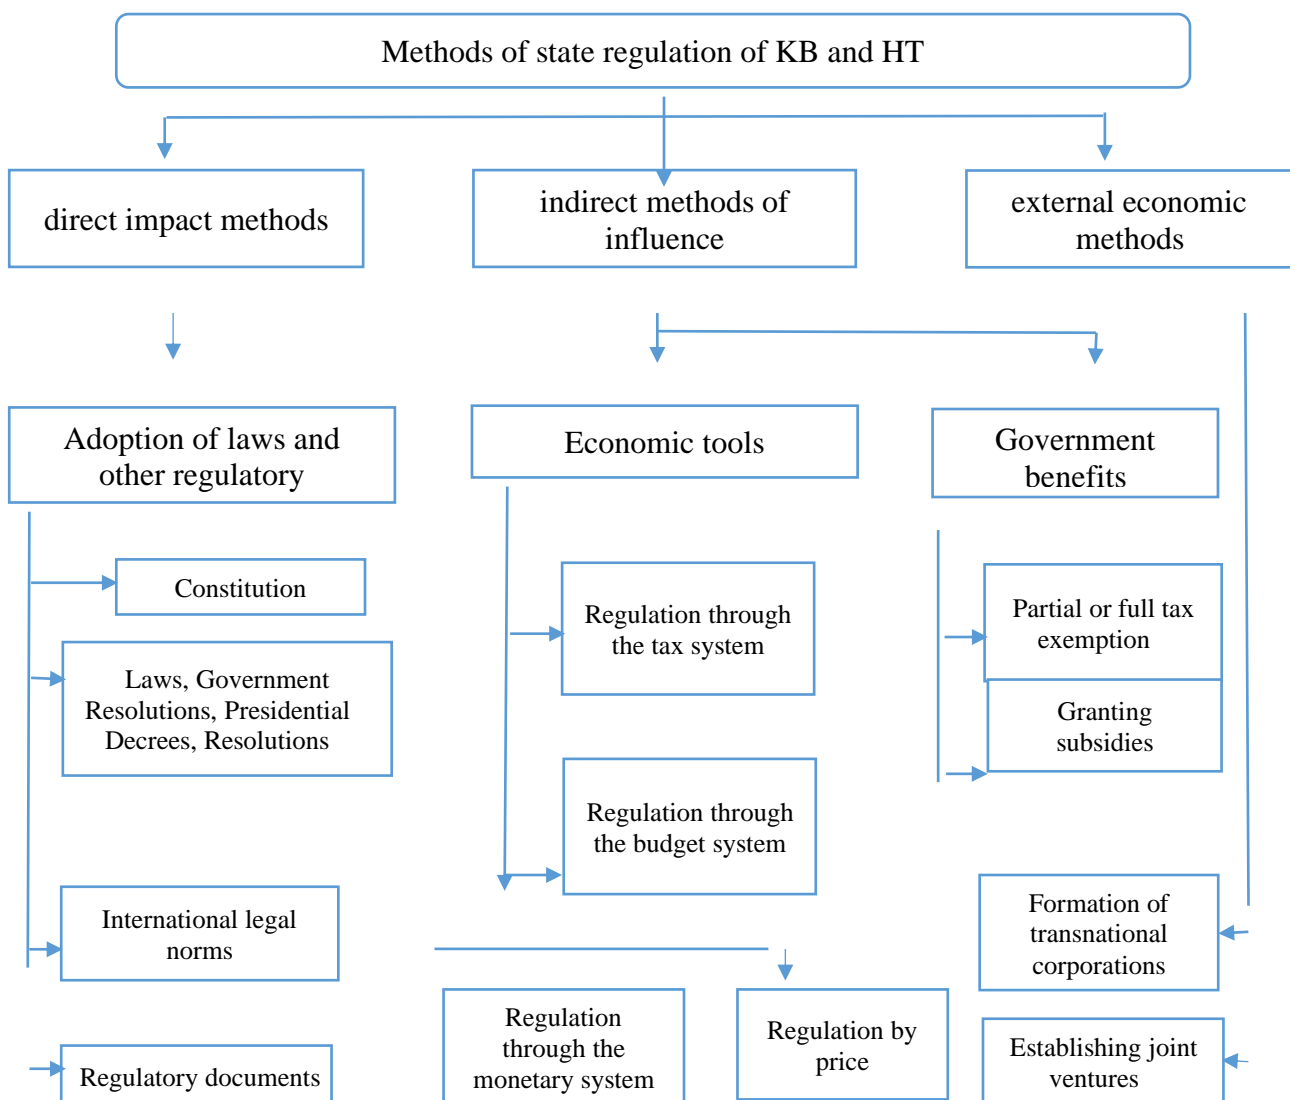 Methods of state regulation of KB and HT
direct impact methods
indirect methods of
influence
external economic
methods
Adoption of laws and
other regulatory
Economic tools
Government
benefits
Constitution
Laws, Government
Resolutions, Presidential
Decrees, Resolutions
International legal
norms
Regulatory documents
Regulation through
the tax system
Regulation through
the budget system
Regulation
through the
monetary system
Regulation by
price
Partial or full tax
exemption
Granting
subsidies
Formation of
transnational
corporations
Establishing joint
ventures